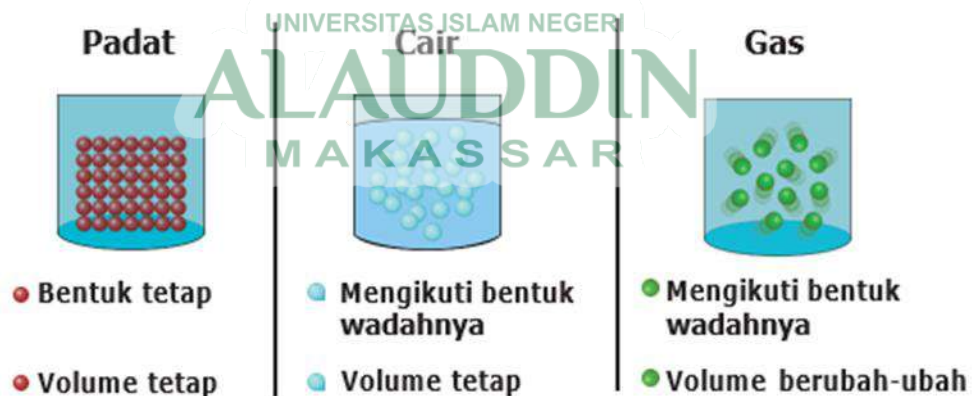 UNIVERSITAS ISLAM NEGERI
ALAUDDIN
MAKASSAR
Padat
Bentuk tetap
Volume tetap
Cair
Mengikuti bentuk
wadahnya
Volume tetap
Gas
Mengikuti bentuk
wadahnya
Volume berubah-ubah